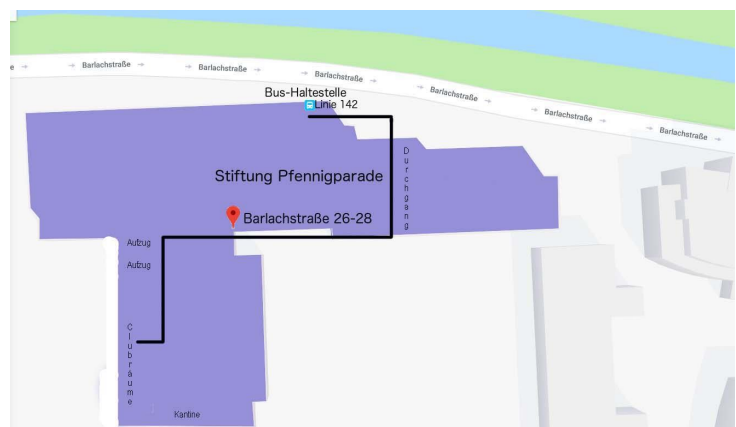 e →
→ Barlachstraße →
→ Barlachstraße →
→ Barlachstraße →
→ Barlachstraße →
→ Barlachstraße →
→ Barlachstraße →
Bus-Haltestelle
Linie 142
Durchgang
Stiftung Pfennigparade
Barlachstraße 26-28
Aufzug
Aufzug
Clubräume
Kantine